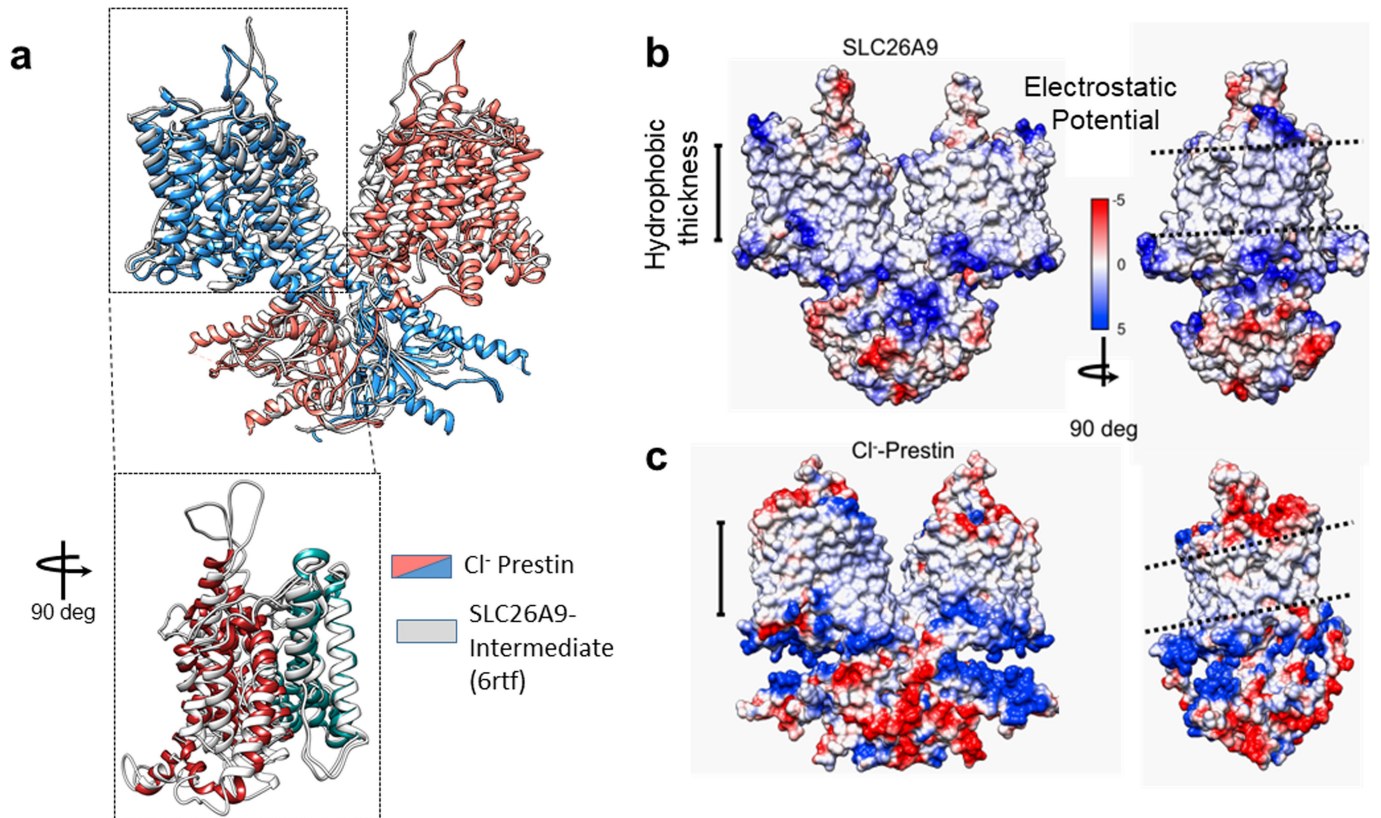 a
90 deg
Cl- Prestin
SLC26A9-
Intermediate
(6rtf)
b
SLC26A9
Hydrophobic
thickness
Electrostatic
Potential
-5
0
5
90 deg
c
Cl--Prestin